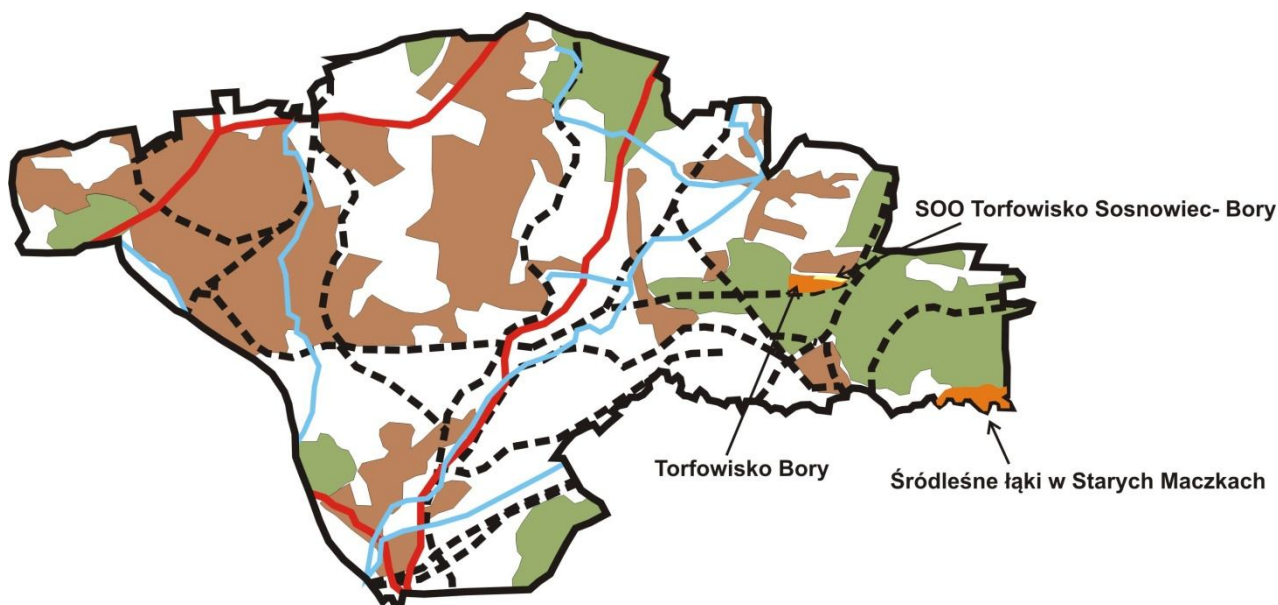 SOO Torfowisko Sosnowiec- Bory
Torfowisko Bory
Śródleśne łąki w Starych Maczkach